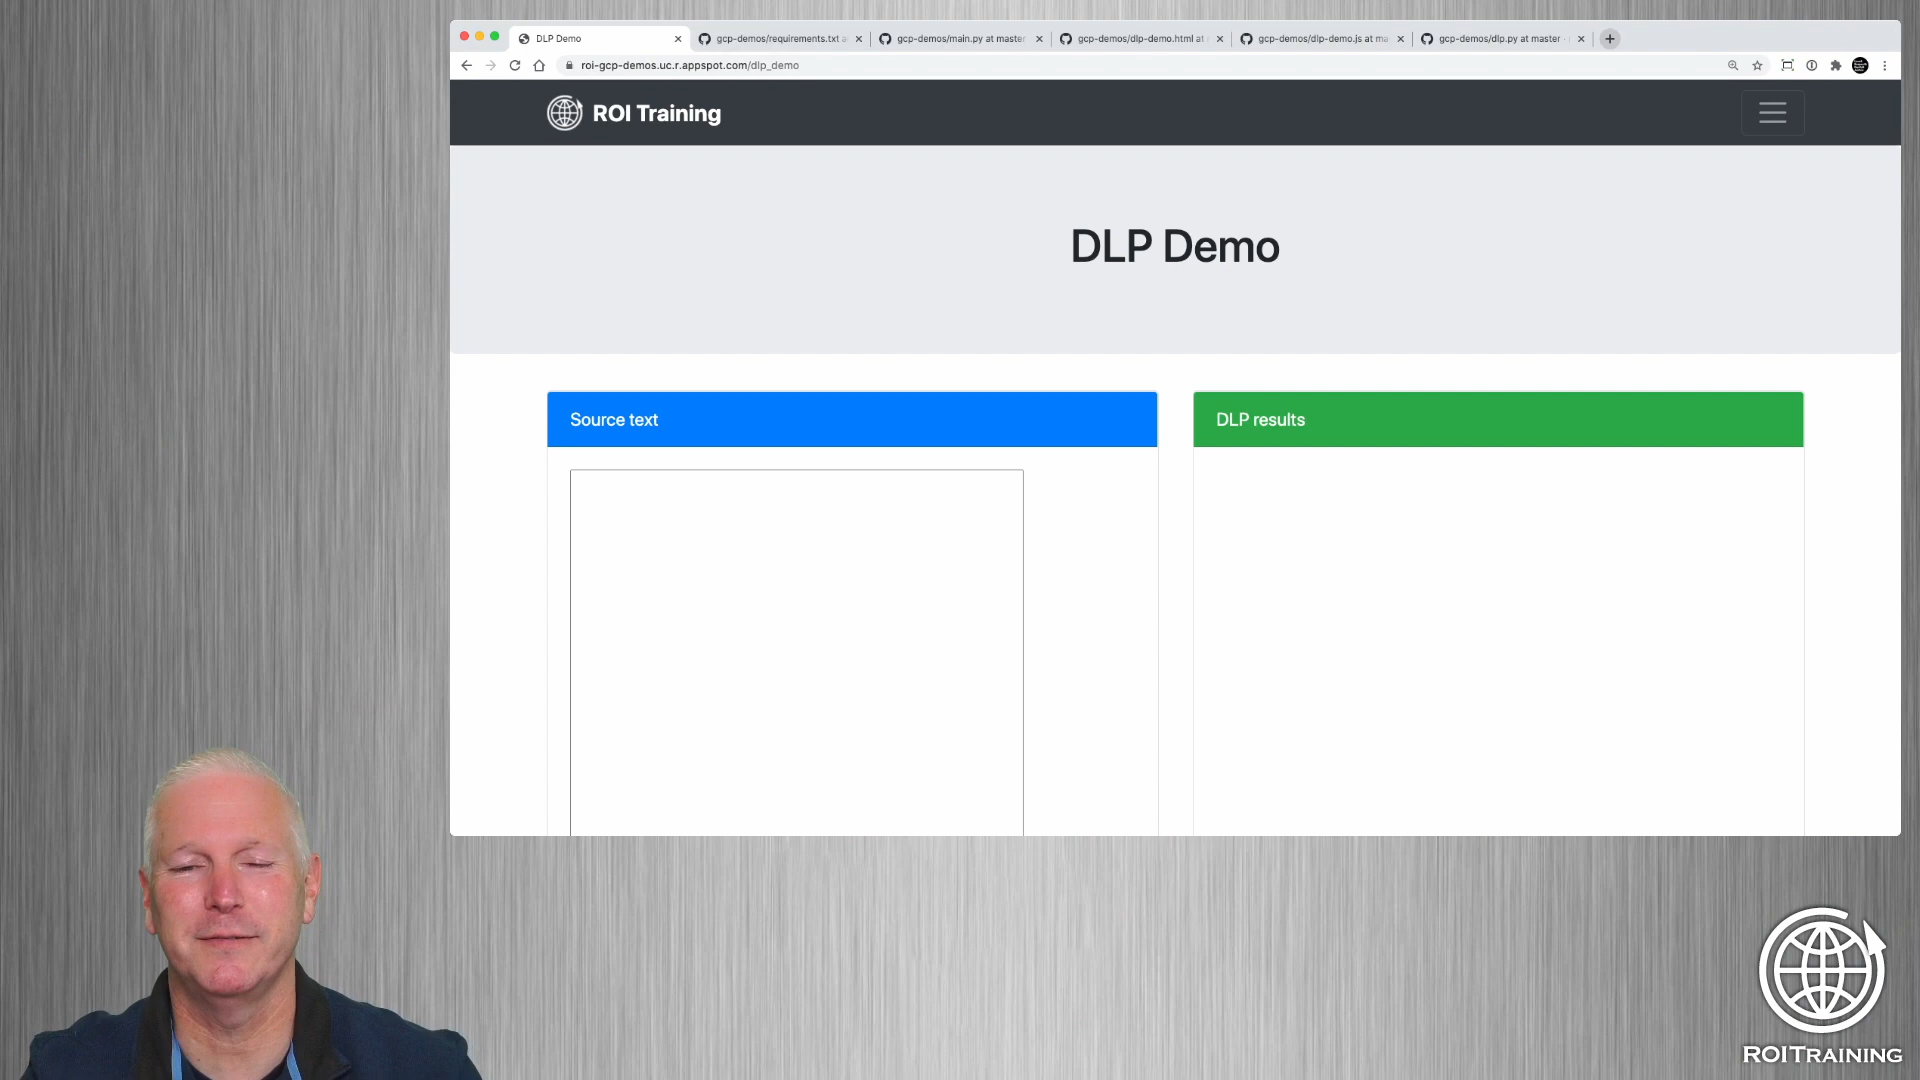 DLP Demo
gcp-demos/requirements.txt a
gcp-demos/main.py at master
gcp-demos/dlp-demo.html at
gcp-demos/dlp-demo.js at ma
gcp-demos/dlp.py at master
roi-gcp-demos.uc.r.appspot.com/dlp_demo
ROI Training
DLP Demo
Source text
DLP results
ROITRAINING